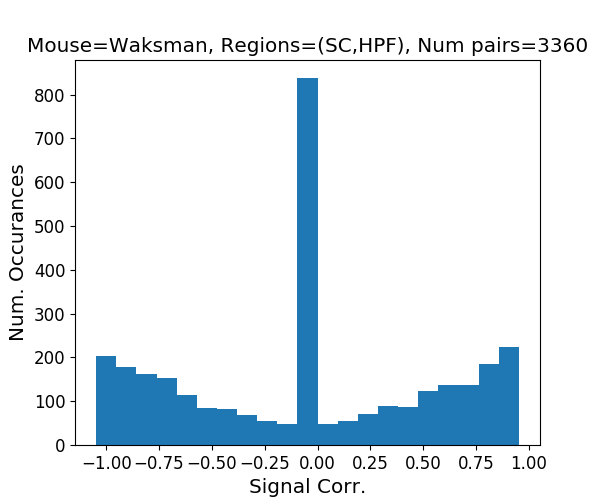 Mouse=Waksman, Regions=(SC,HPF), Num pairs=3360
800
700
600
500
400
300
200
100
0
Num. Occurances
−1.00 −0.75 −0.50 −0.25 0.00 0.25 0.50 0.75 1.00
Signal Corr.